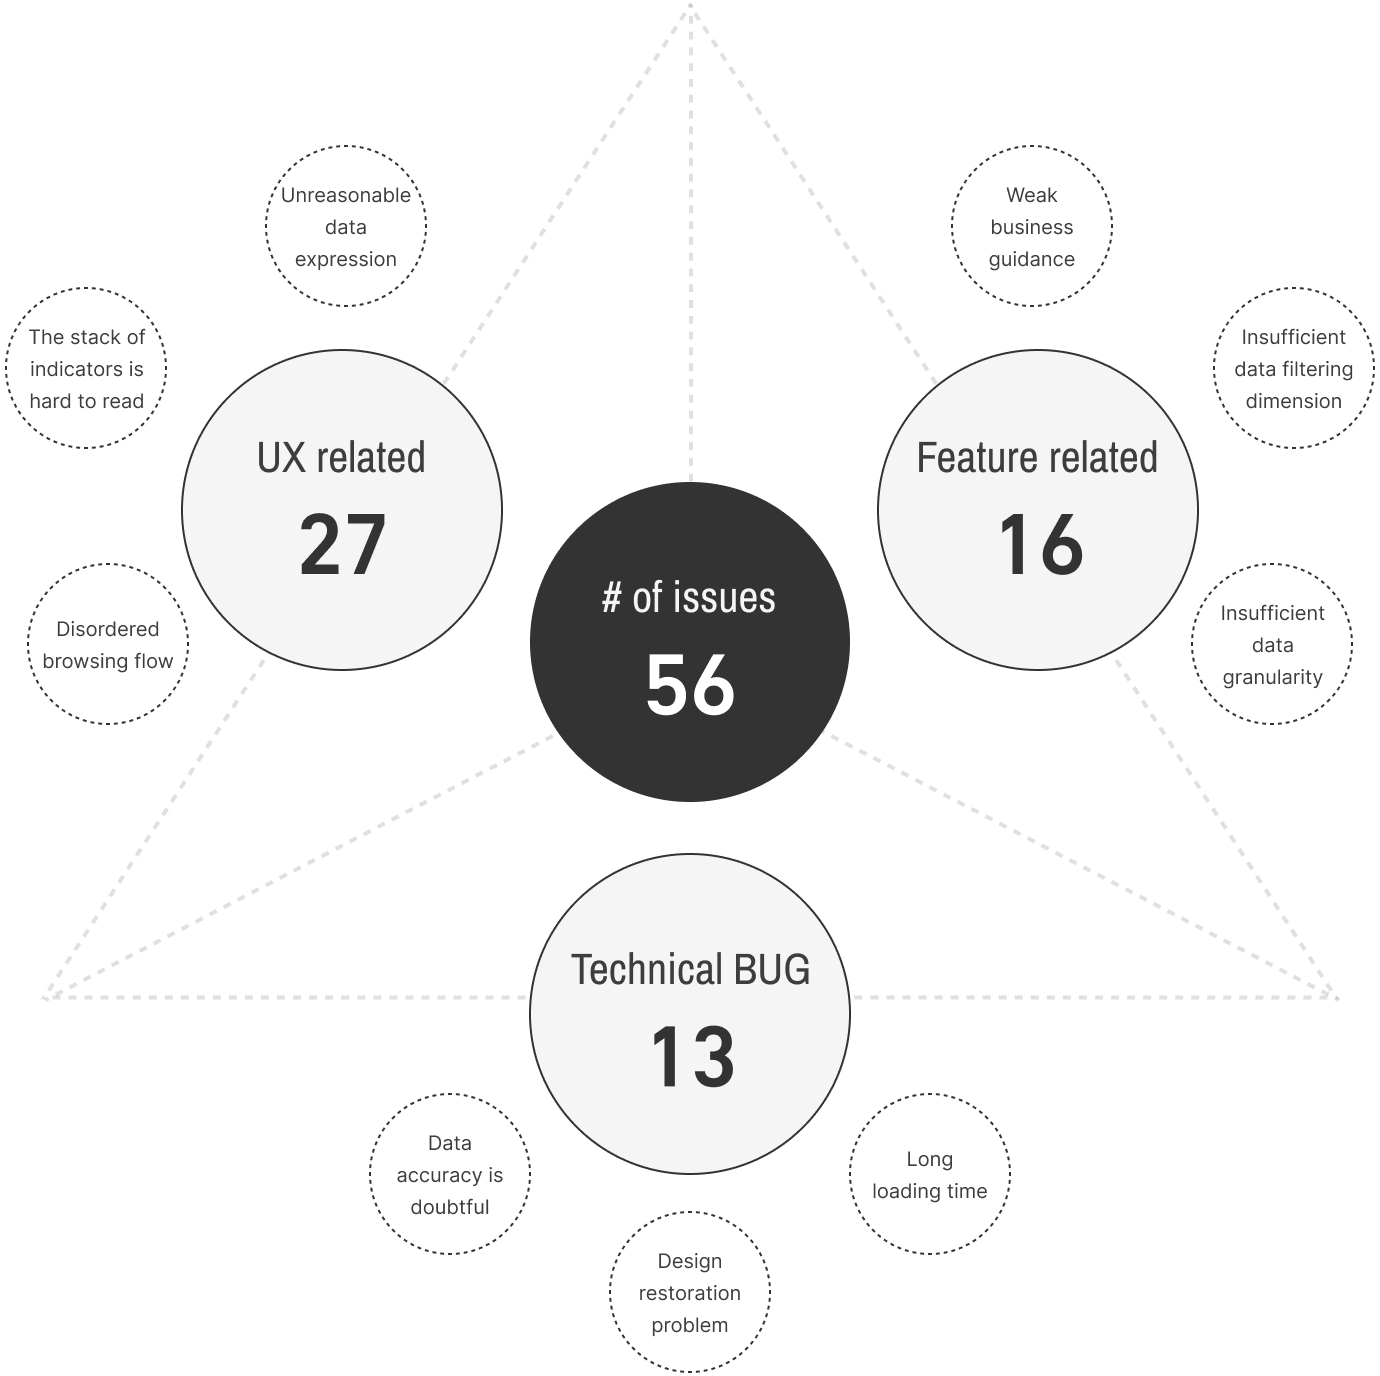 Unreasonable
data
expression
The stack of
indicators is
hard to read
Disordered
browsing flow
UX related
27
Weak
business
guidance
Insufficient
data filtering
dimension
Insufficient
data
granularity
Feature related
16
# of issues
56
Technical BUG
13
Data
accuracy is
doubtful
Design
restoration
problem
Long
loading time